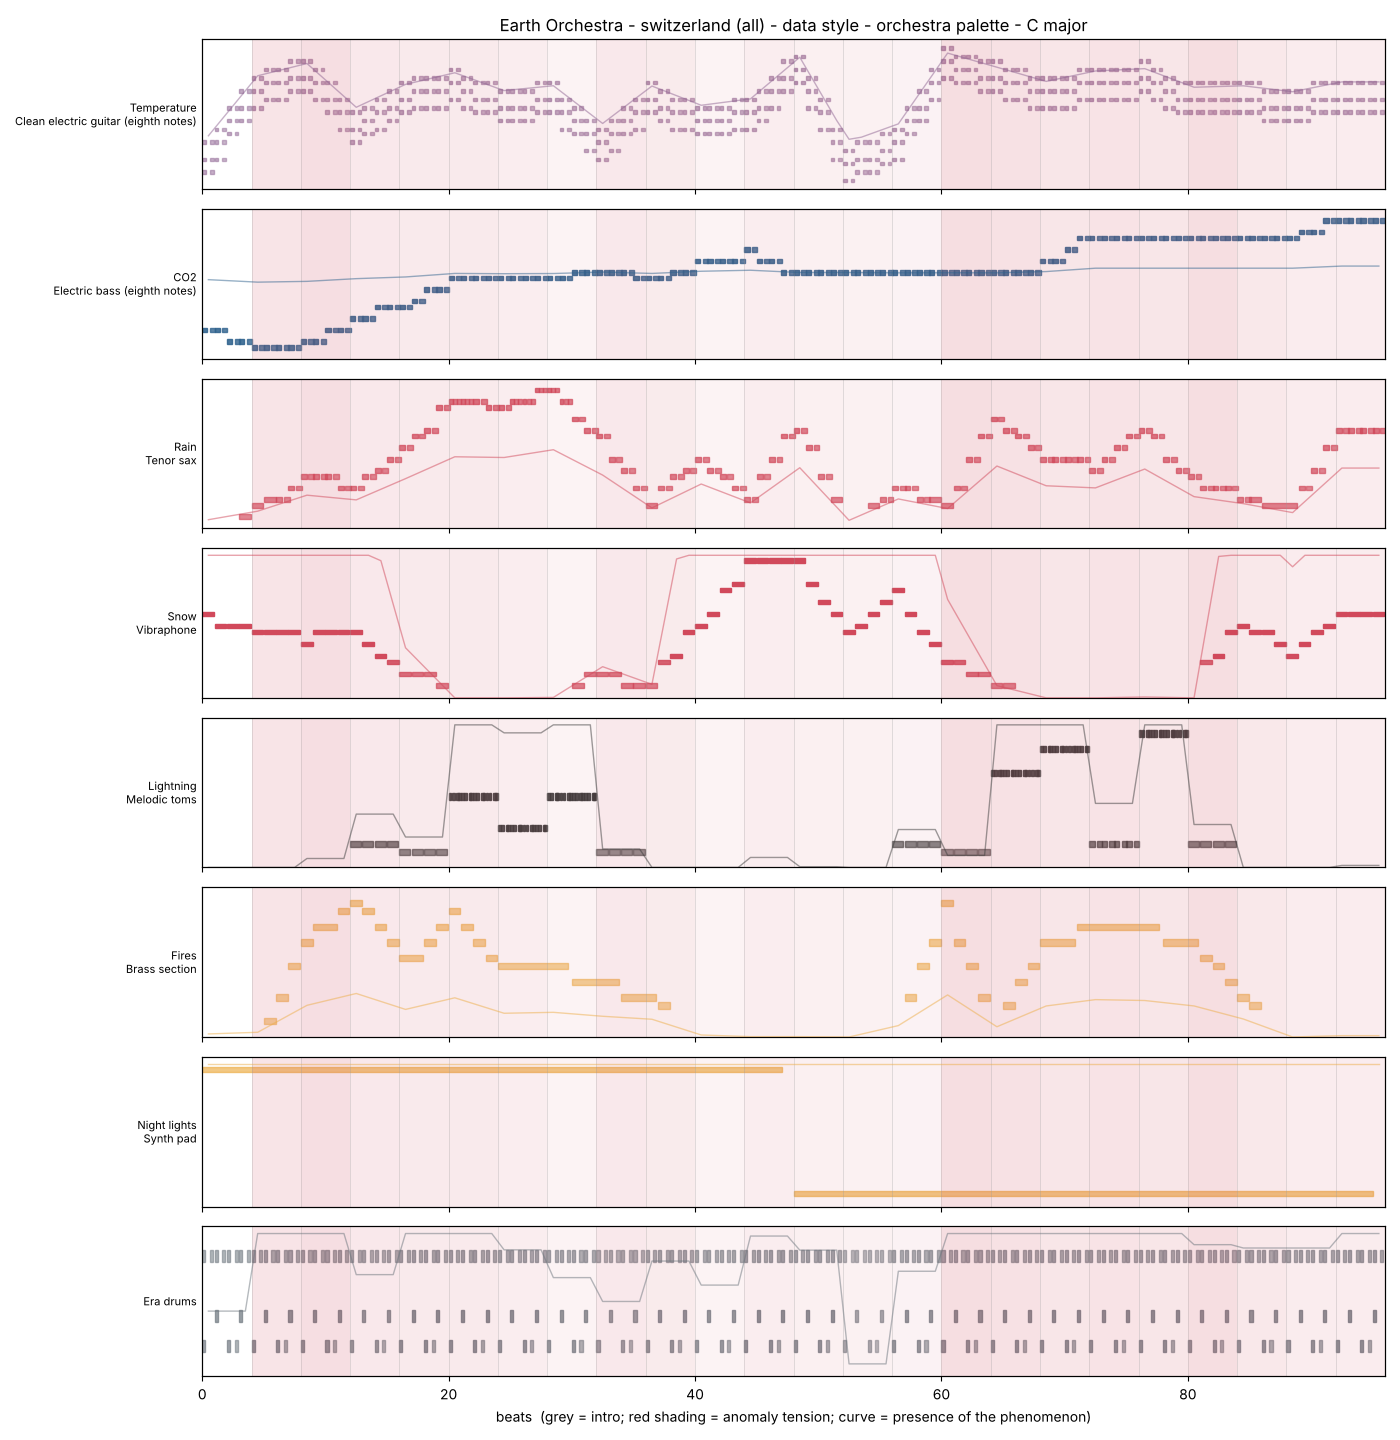 Earth Orchestra - switzerland (all) - data style - orchestra palette - C major
Temperature
Clean electric guitar (eighth notes)
CO2
Electric bass (eighth notes)
Rain
Tenor sax
Snow
Vibraphone
Lightning
Melodic toms
Fires
Brass section
Night lights
Synth pad
Era drums
0 20 40 60 80
beats (grey = intro; red shading = anomaly tension; curve = presence of the phenomenon)